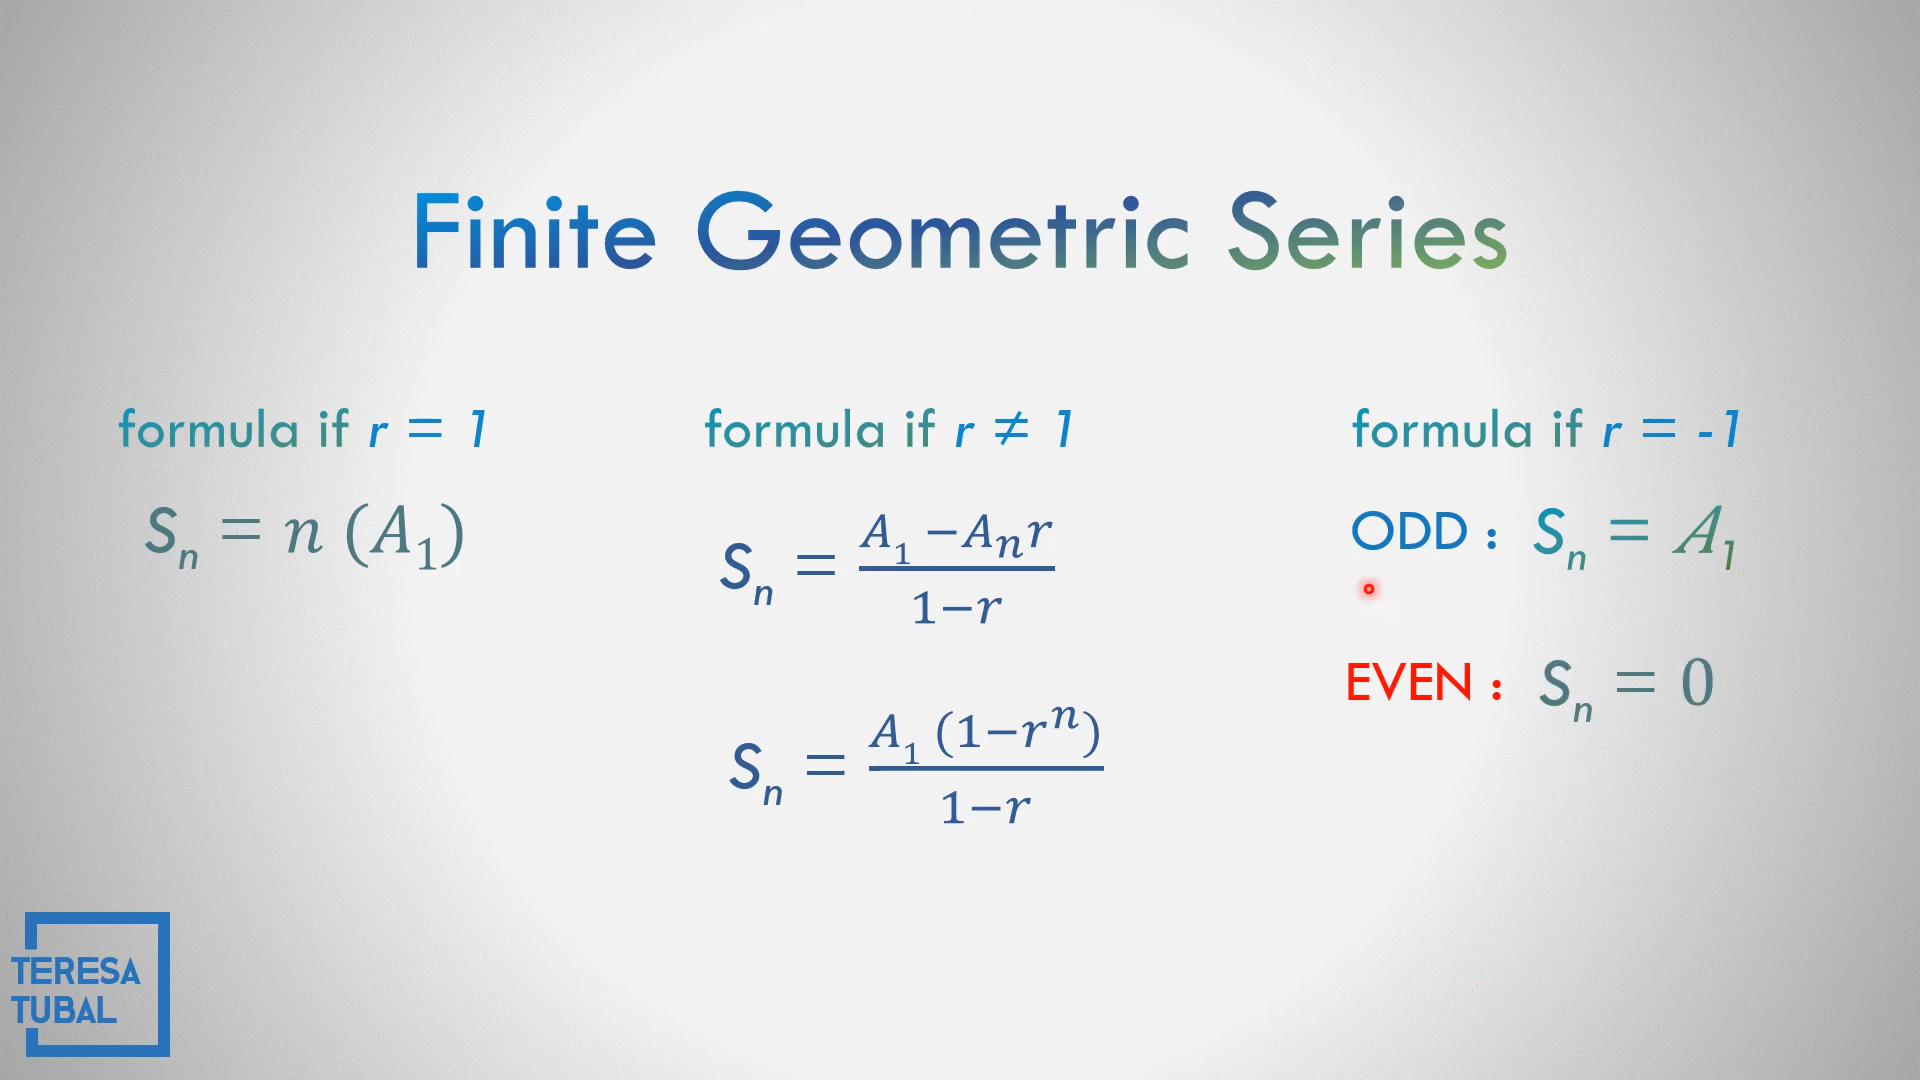 Finite Geometric Series
formula if r = 1
Sₙ = n (A₁)
formula if r ≠ 1
Sₙ = (A₁ − Aₙr)/(1−r)
Sₙ = (A₁ (1−rⁿ))/(1−r)
formula if r = -1
ODD : Sₙ = A₁
EVEN : Sₙ = 0
TERESA
TUBAL